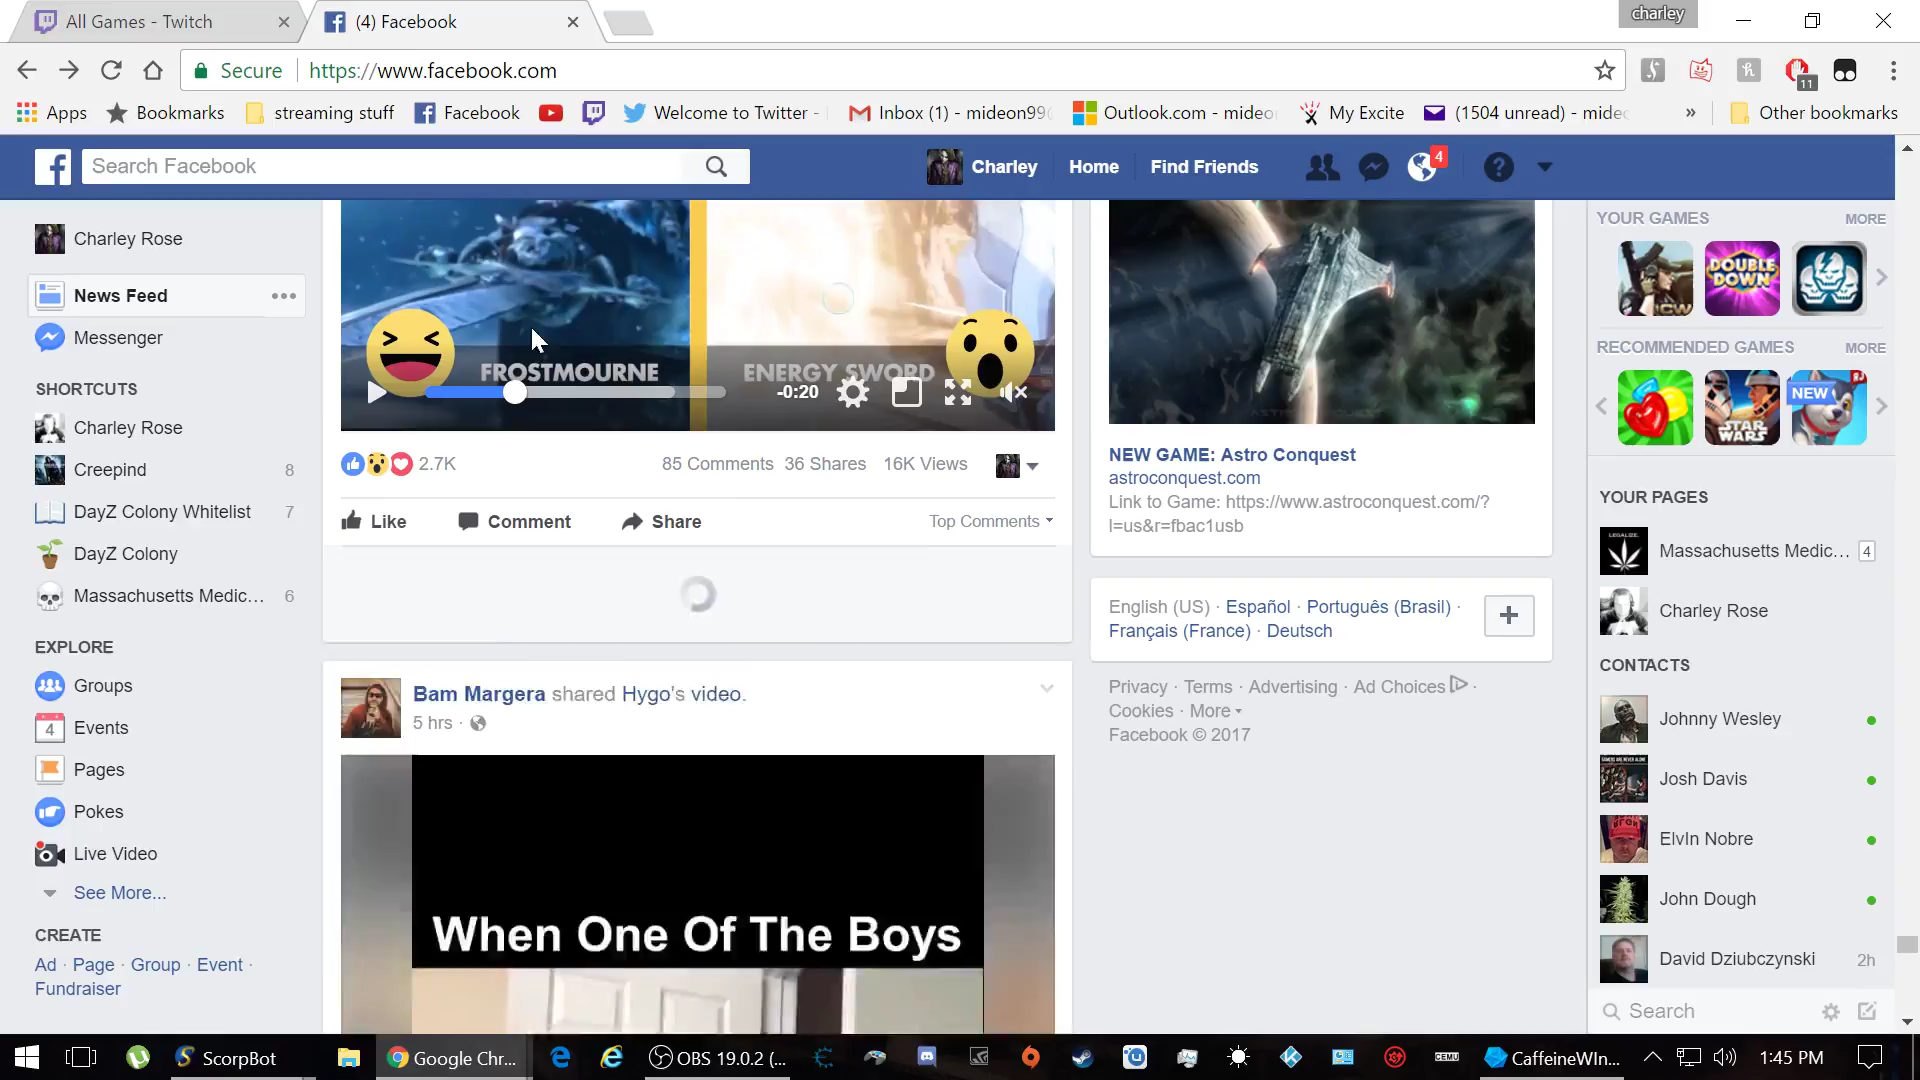 All Games - Twitch
(4) Facebook
charley
Secure
https://www.facebook.com
11
Apps
Bookmarks
streaming stuff
Facebook
Welcome to Twitter -
Inbox (1) - mideon99
Outlook.com - mideo
My Excite
(1504 unread) - mide
»
Other bookmarks
Search Facebook
Charley
Home
Find Friends
4
Charley Rose
News Feed
Messenger
SHORTCUTS
Charley Rose
Creepind 8
DayZ Colony Whitelist 7
DayZ Colony
Massachusetts Medic... 6
EXPLORE
Groups
Events
4
Pages
Pokes
Live Video
See More...
CREATE
Ad · Page · Group · Event ·
Fundraiser
FROSTMOURNE
ENERGY SWORD
-0:20
2.7K
85 Comments 36 Shares 16K Views
Like
Comment
Share
Top Comments
Bam Margera shared Hygo's video.
5 hrs ·
When One Of The Boys
ASTRO CONQUEST
NEW GAME: Astro Conquest
astroconquest.com
Link to Game: https://www.astroconquest.com/?
l=us&r=fbac1usb
English (US) · Español · Português (Brasil) ·
Français (France) · Deutsch
Privacy · Terms · Advertising · Ad Choices ·
Cookies · More
Facebook © 2017
YOUR GAMES MORE
DOUBLE
DOWN
RECOMMENDED GAMES MORE
STAR
WARS
NEW
YOUR PAGES
LEGALIZE.
Massachusetts Medic... 4
Charley Rose
CONTACTS
Johnny Wesley
Josh Davis
ElvIn Nobre
John Dough
David Dziubczynski 2h
Search
ScorpBot
Google Chr...
OBS 19.0.2 (...
CEMU
CaffeineWIn...
1:45 PM